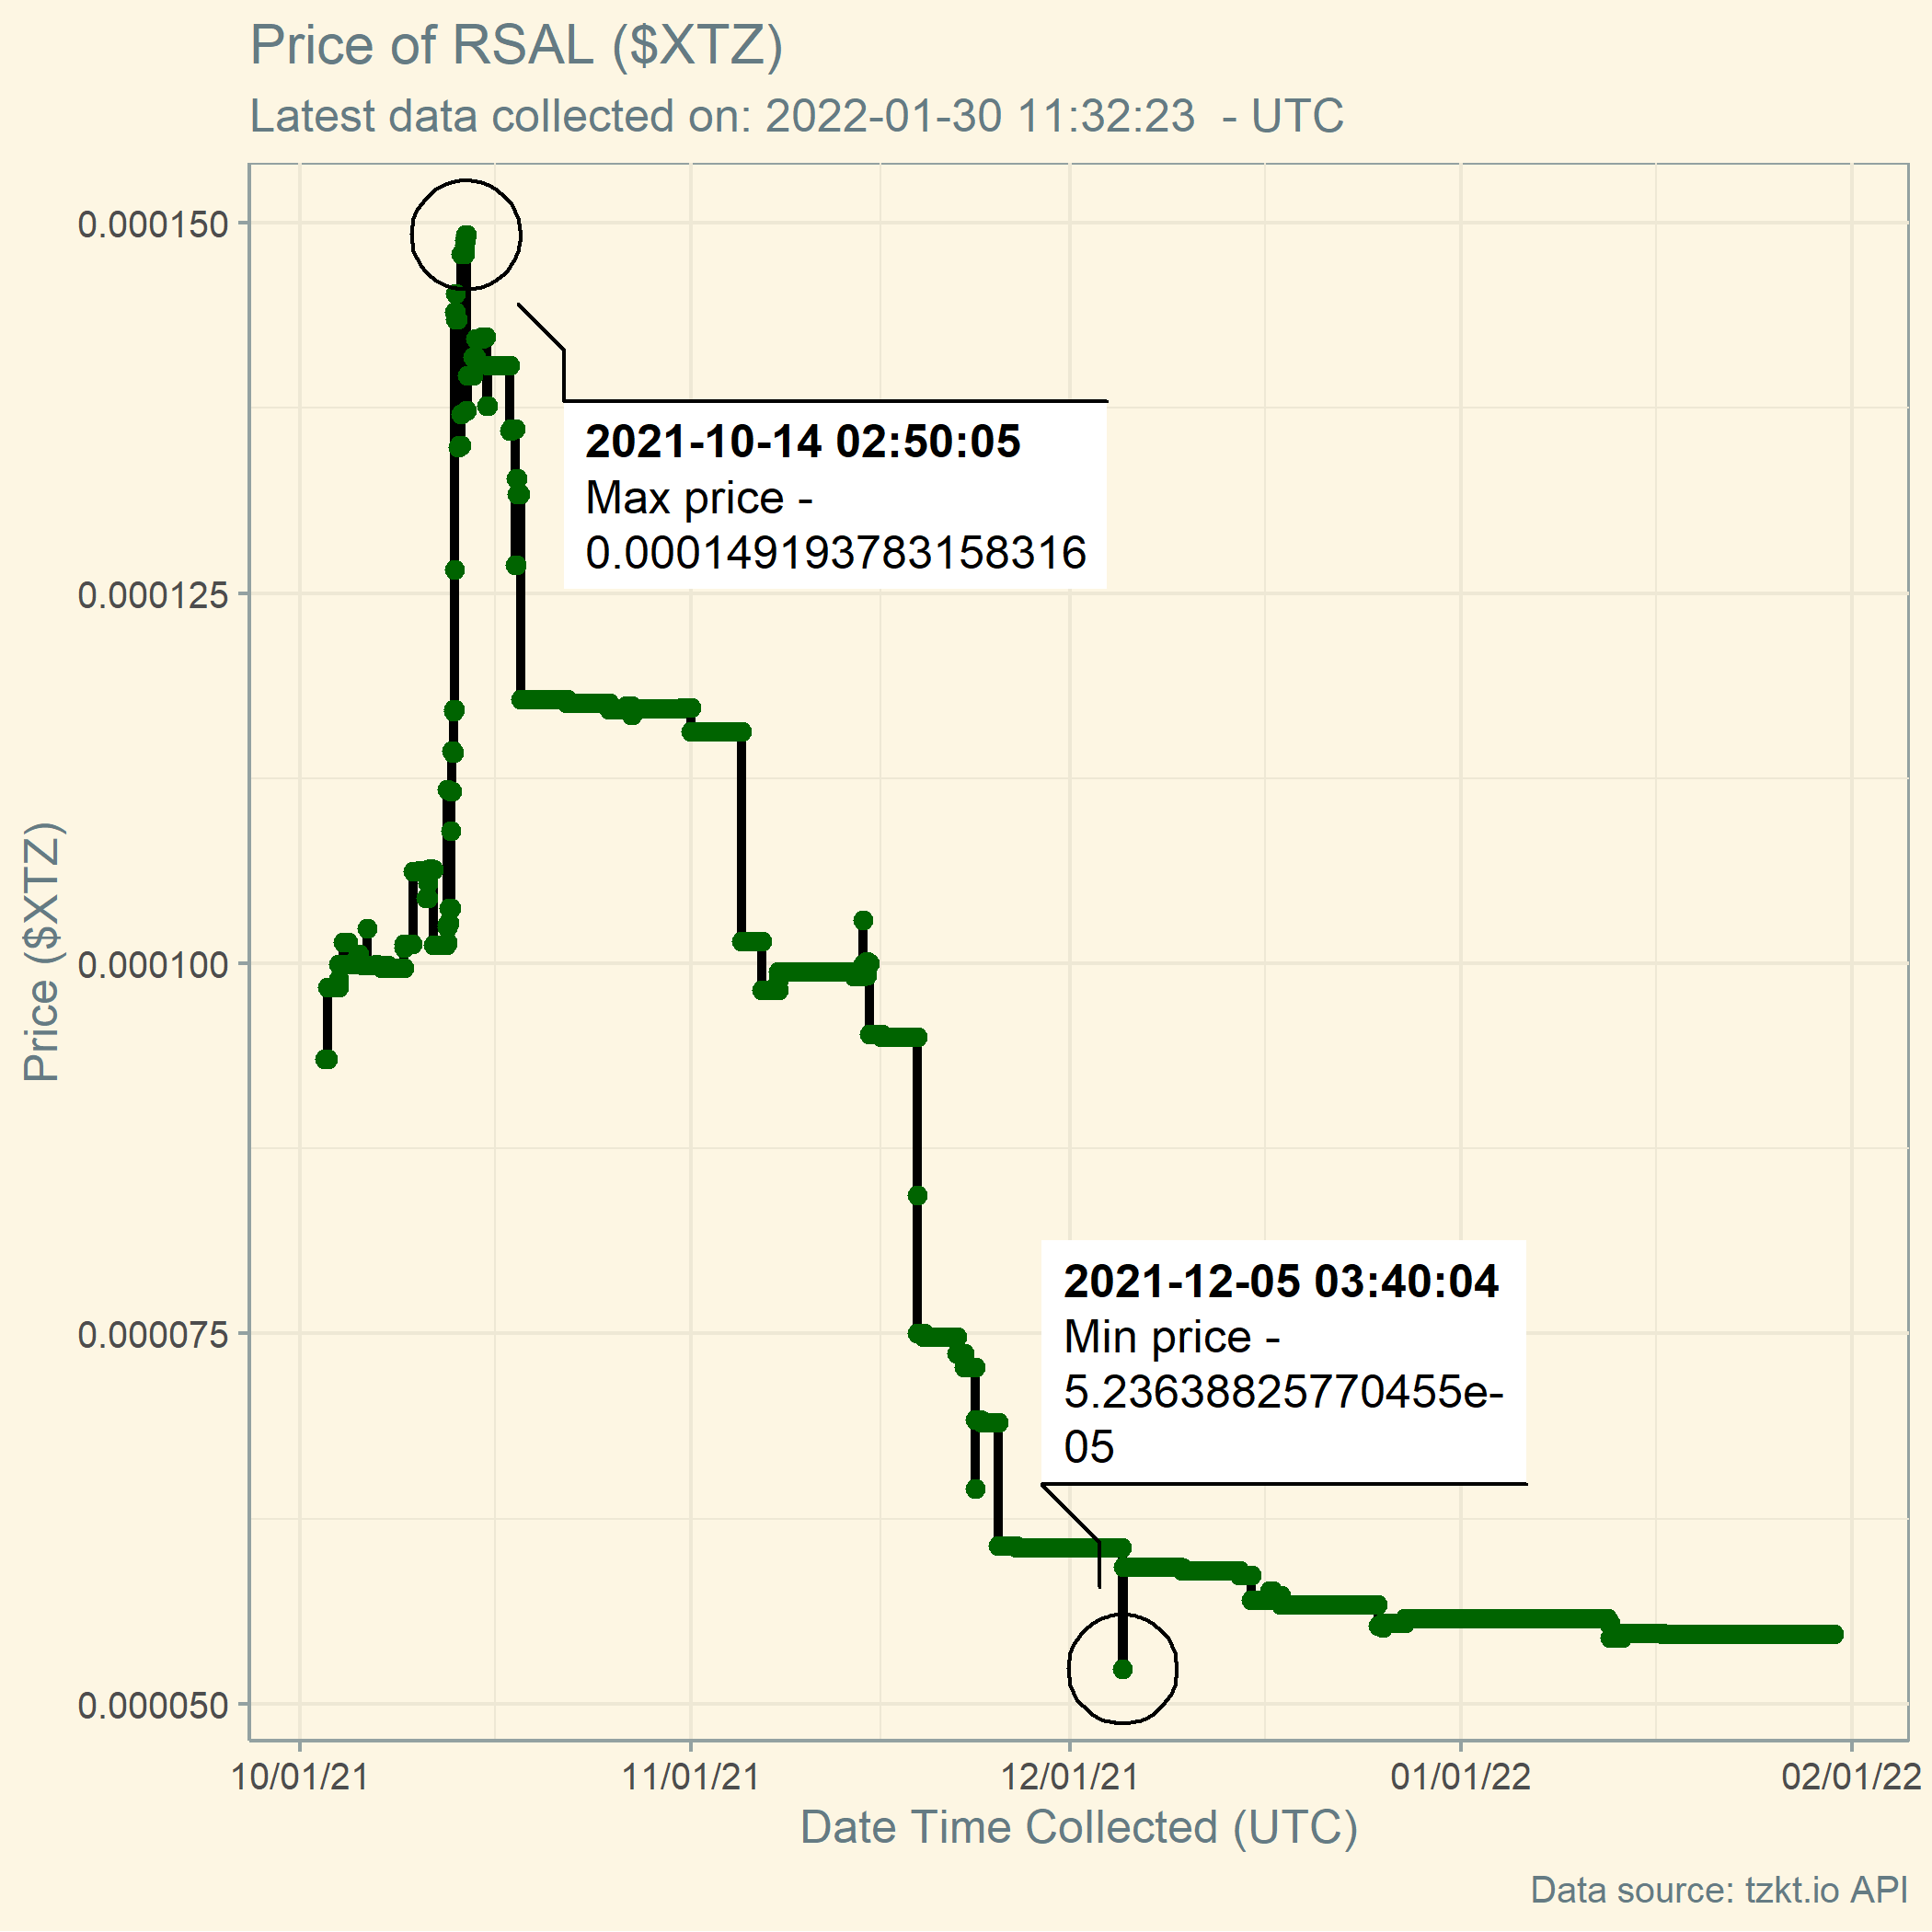 Price of RSAL ($XTZ)
Latest data collected on: 2022-01-30 11:32:23  - UTC
0.000150
0.000125
0.000100
0.000075
0.000050
Price ($XTZ)
2021-10-14 02:50:05
Max price -
0.000149193783158316
2021-12-05 03:40:04
Min price -
5.23638825770455e-
05
10/01/21
11/01/21
12/01/21
01/01/22
02/01/22
Date Time Collected (UTC)
Data source: tzkt.io API